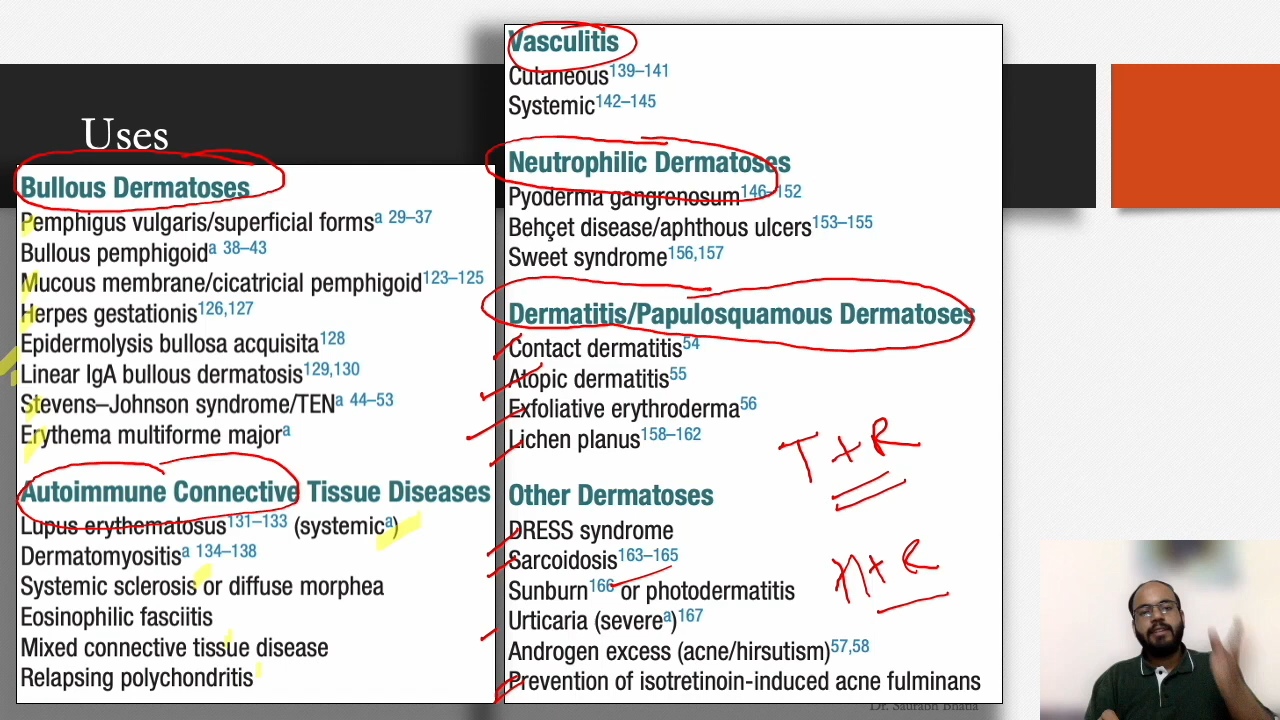 Uses
Bullous Dermatoses
Pemphigus vulgaris/superficial formsa 29–37
Bullous pemphigoida 38–43
Mucous membrane/cicatricial pemphigoid123–125
Herpes gestationis126,127
Epidermolysis bullosa acquisita128
Linear IgA bullous dermatosis129,130
Stevens–Johnson syndrome/TENa 44–53
Erythema multiforme majora
Autoimmune Connective Tissue Diseases
Lupus erythematosus131–133 (systemica)
Dermatomyositisa 134–138
Systemic sclerosis or diffuse morphea
Eosinophilic fasciitis
Mixed connective tissue disease
Relapsing polychondritis
Vasculitis
Cutaneous139–141
Systemic142–145
Neutrophilic Dermatoses
Pyoderma gangrenosum146–152
Behçet disease/aphthous ulcers153–155
Sweet syndrome156,157
Dermatitis/Papulosquamous Dermatoses
Contact dermatitis54
Atopic dermatitis55
Exfoliative erythroderma56
Lichen planus158–162
Other Dermatoses
DRESS syndrome
Sarcoidosis163–165
Sunburn166 or photodermatitis
Urticaria (severea)167
Androgen excess (acne/hirsutism)57,58
Prevention of isotretinoin-induced acne fulminans
T+R
Dr. Saurabh Bhatia